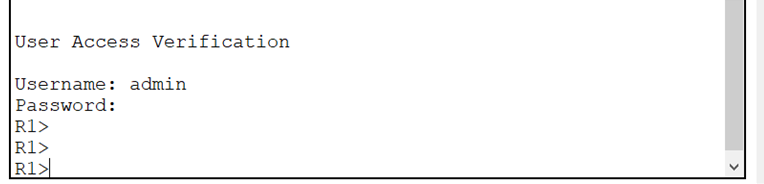 User Access Verification
Username: admin
Password:
R1>
R1>
R1>